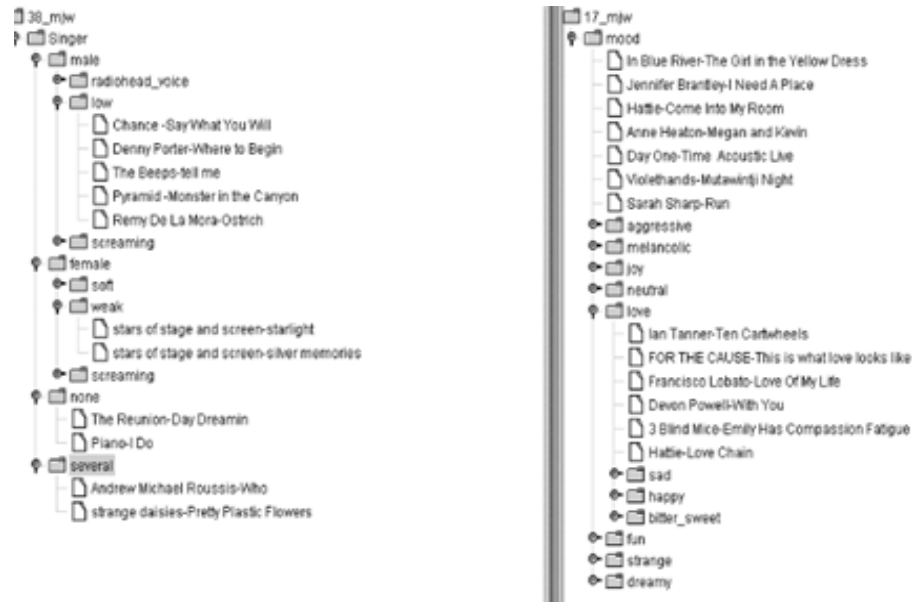 38_mjw
Singer
male
radiohead_voice
low
Chance -Say What You Will
Denny Porter-Where to Begin
The Beeps-tell me
Pyramid -Monster in the Canyon
Remy De La Mora-Ostrich
screaming
female
soft
weak
stars of stage and screen-starlight
stars of stage and screen-silver memories
screaming
none
The Reunion-Day Dreamin
Piano-I Do
several
Andrew Michael Roussis-Who
strange daisies-Pretty Plastic Flowers
17_mjw
mood
In Blue River-The Girl in the Yellow Dress
Jennifer Brantley-I Need A Place
Hattie-Come Into My Room
Anne Heaton-Megan and Kevin
Day One-Time Acoustic Live
Violethands-Mutawintji Night
Sarah Sharp-Run
aggressive
melancolic
joy
neutral
love
Ian Tanner-Ten Cartwheels
FOR THE CAUSE-This is what love looks like
Francisco Lobato-Love Of My Life
Devon Powell-With You
3 Blind Mice-Emily Has Compassion Fatigue
Hattie-Love Chain
sad
happy
bitter_sweet
fun
strange
dreamy